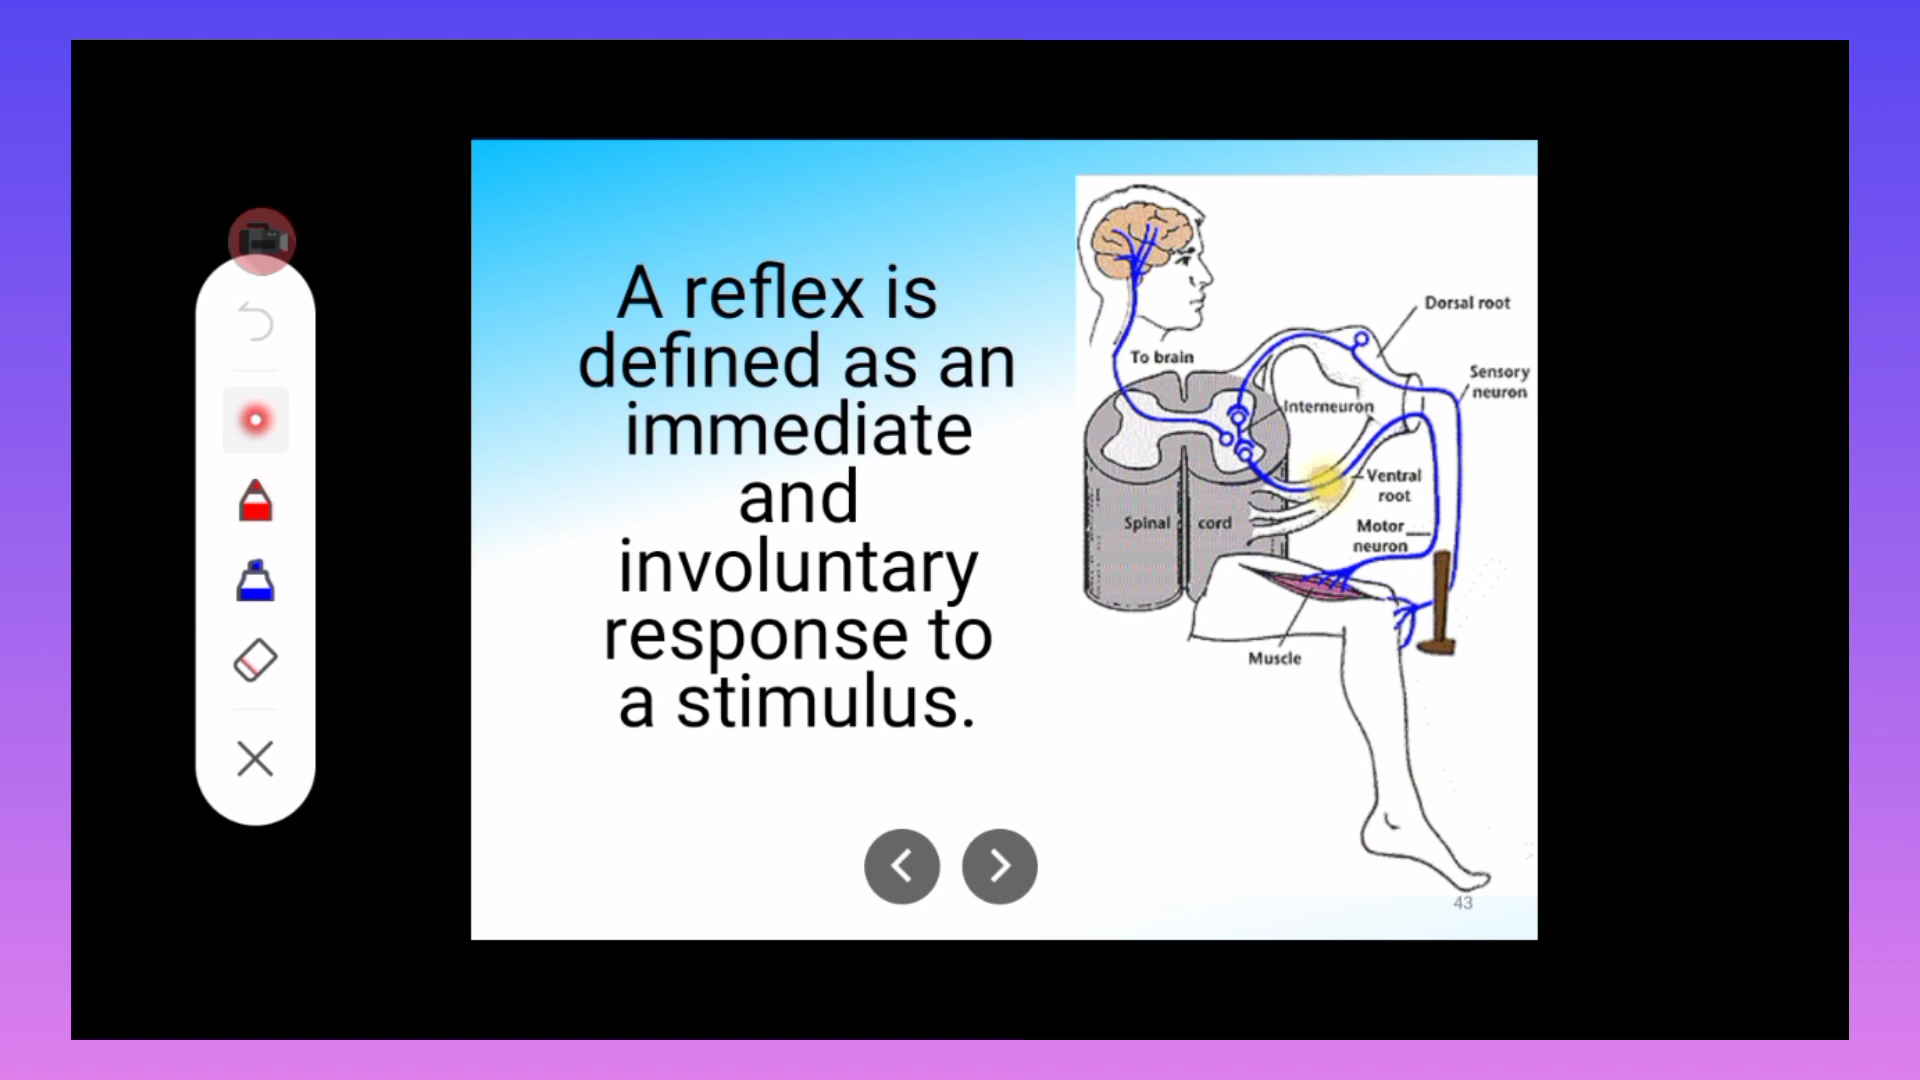 A reflex is
defined as an
immediate
and
involuntary
response to
a stimulus.
Dorsal root
To brain
Sensory
neuron
Interneuron
Ventral
root
Spinal cord
Motor
neuron
Muscle
43